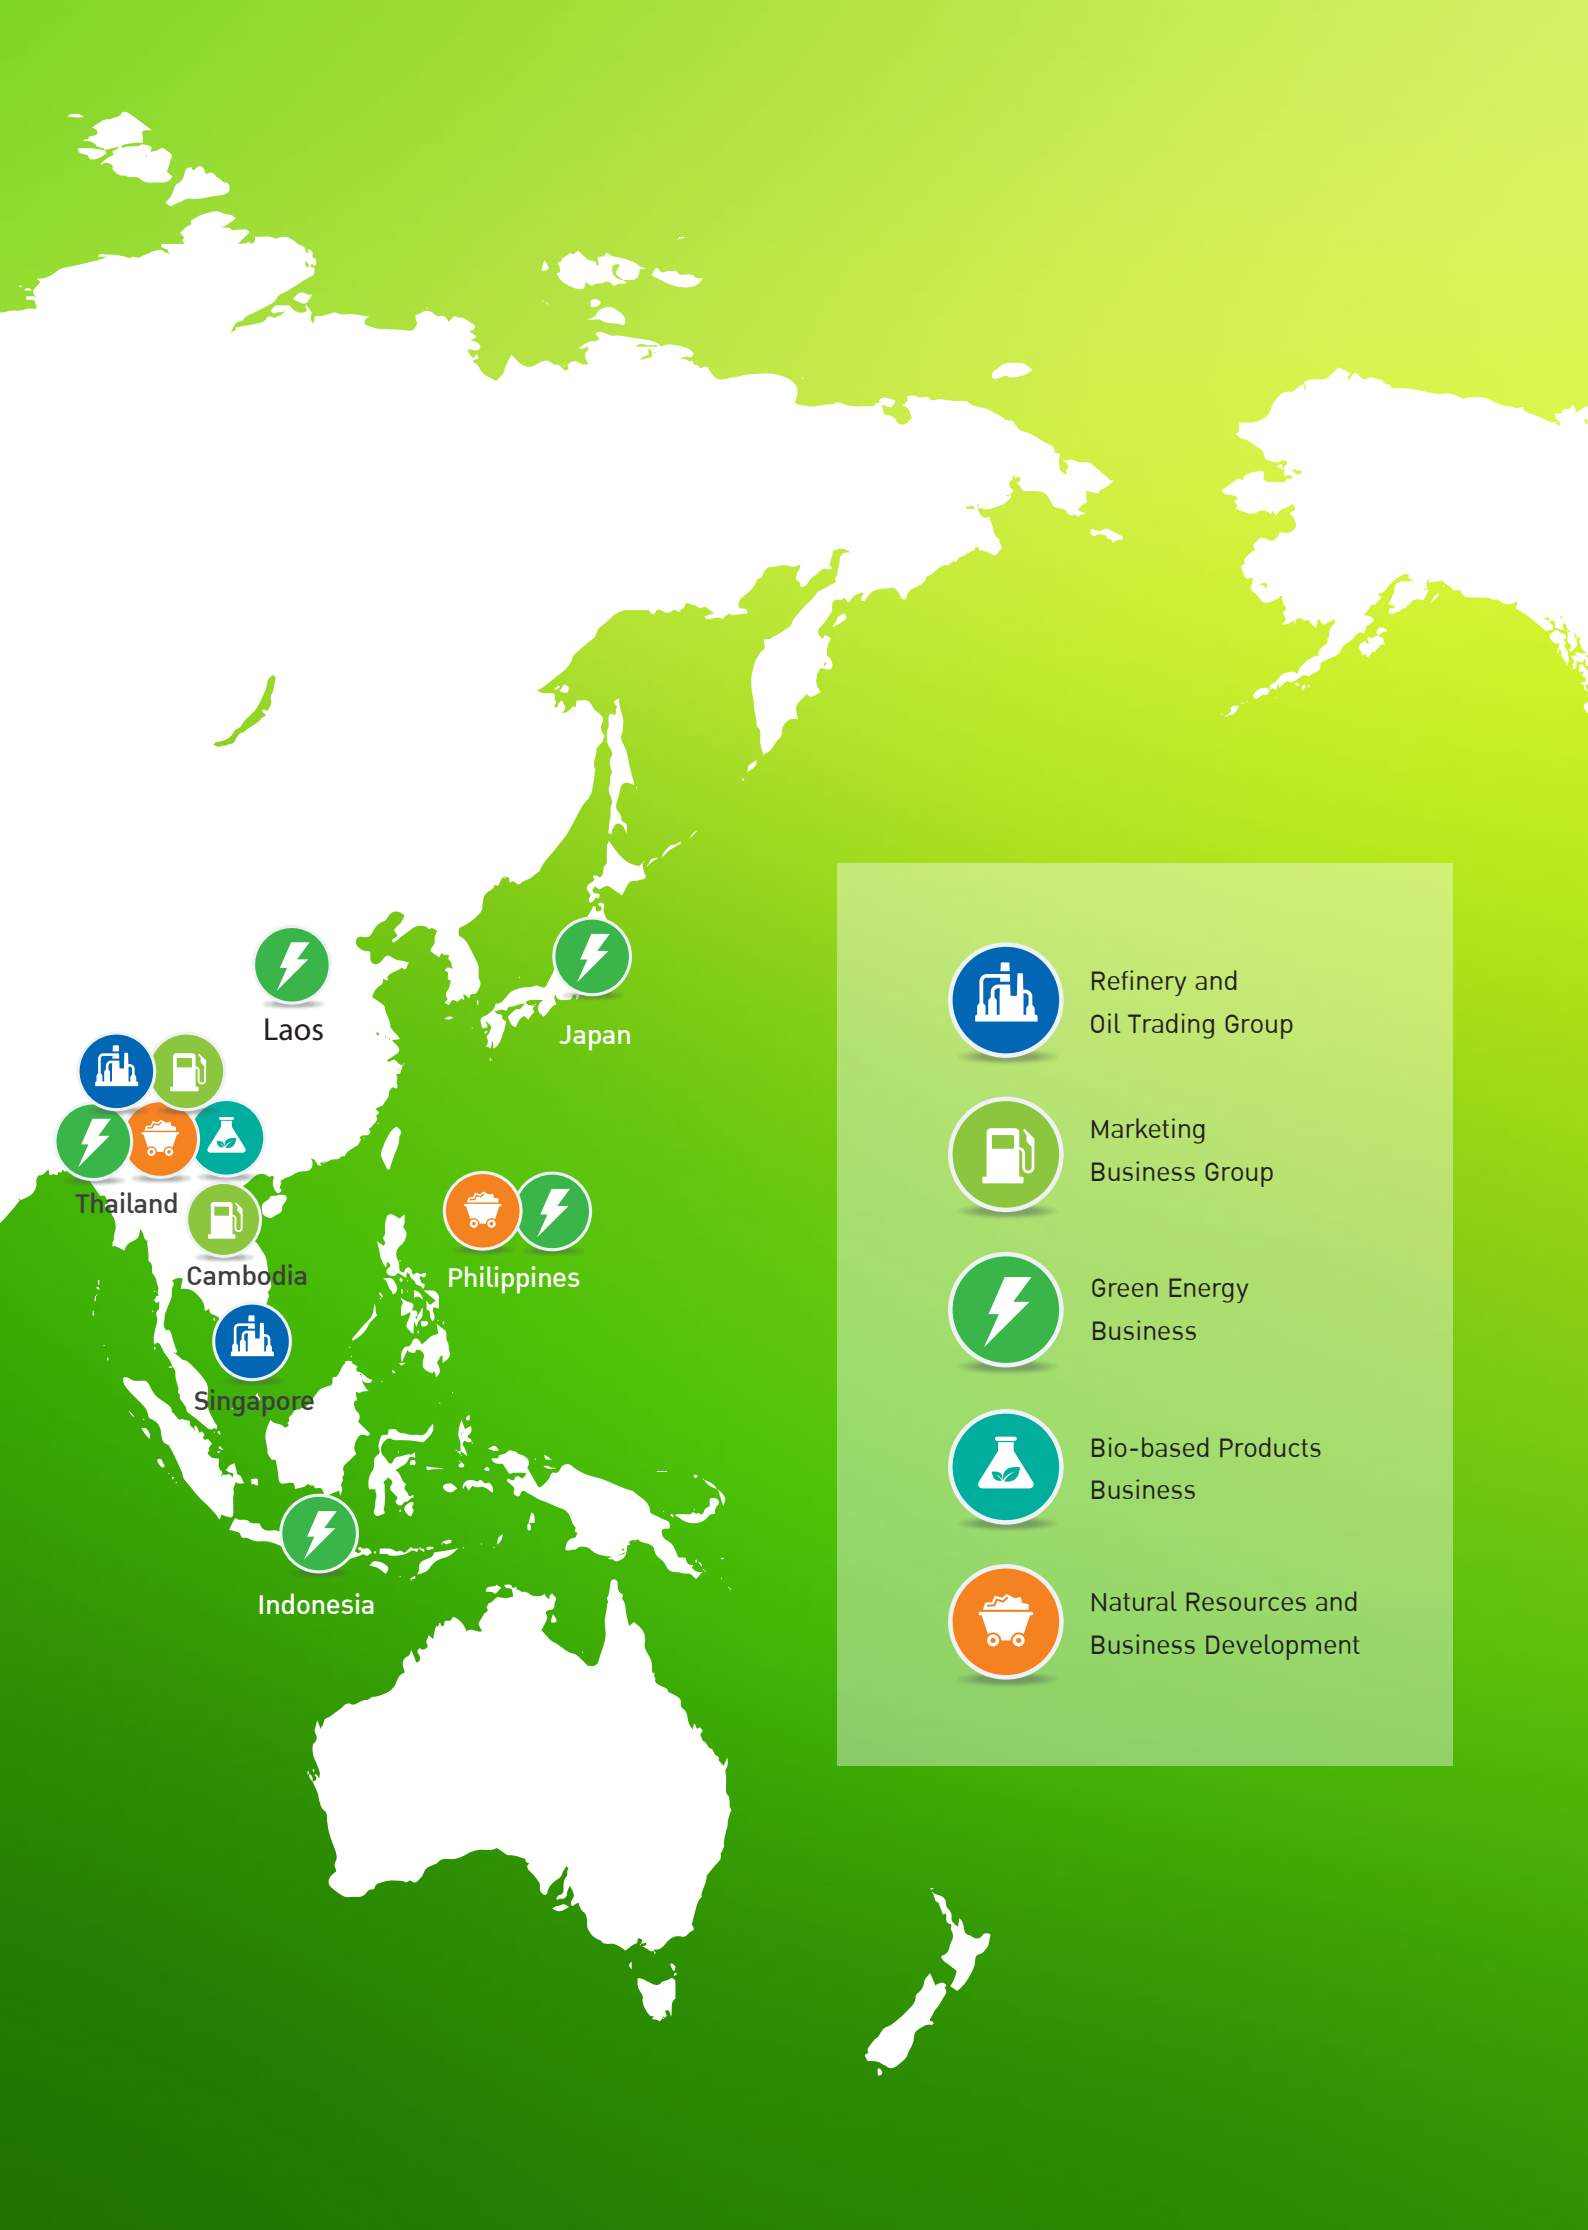 Laos
Japan
Thailand
Cambodia
Philippines
Singapore
Indonesia
Refinery and
Oil Trading Group
Marketing
Business Group
Green Energy
Business
Bio-based Products
Business
Natural Resources and
Business Development